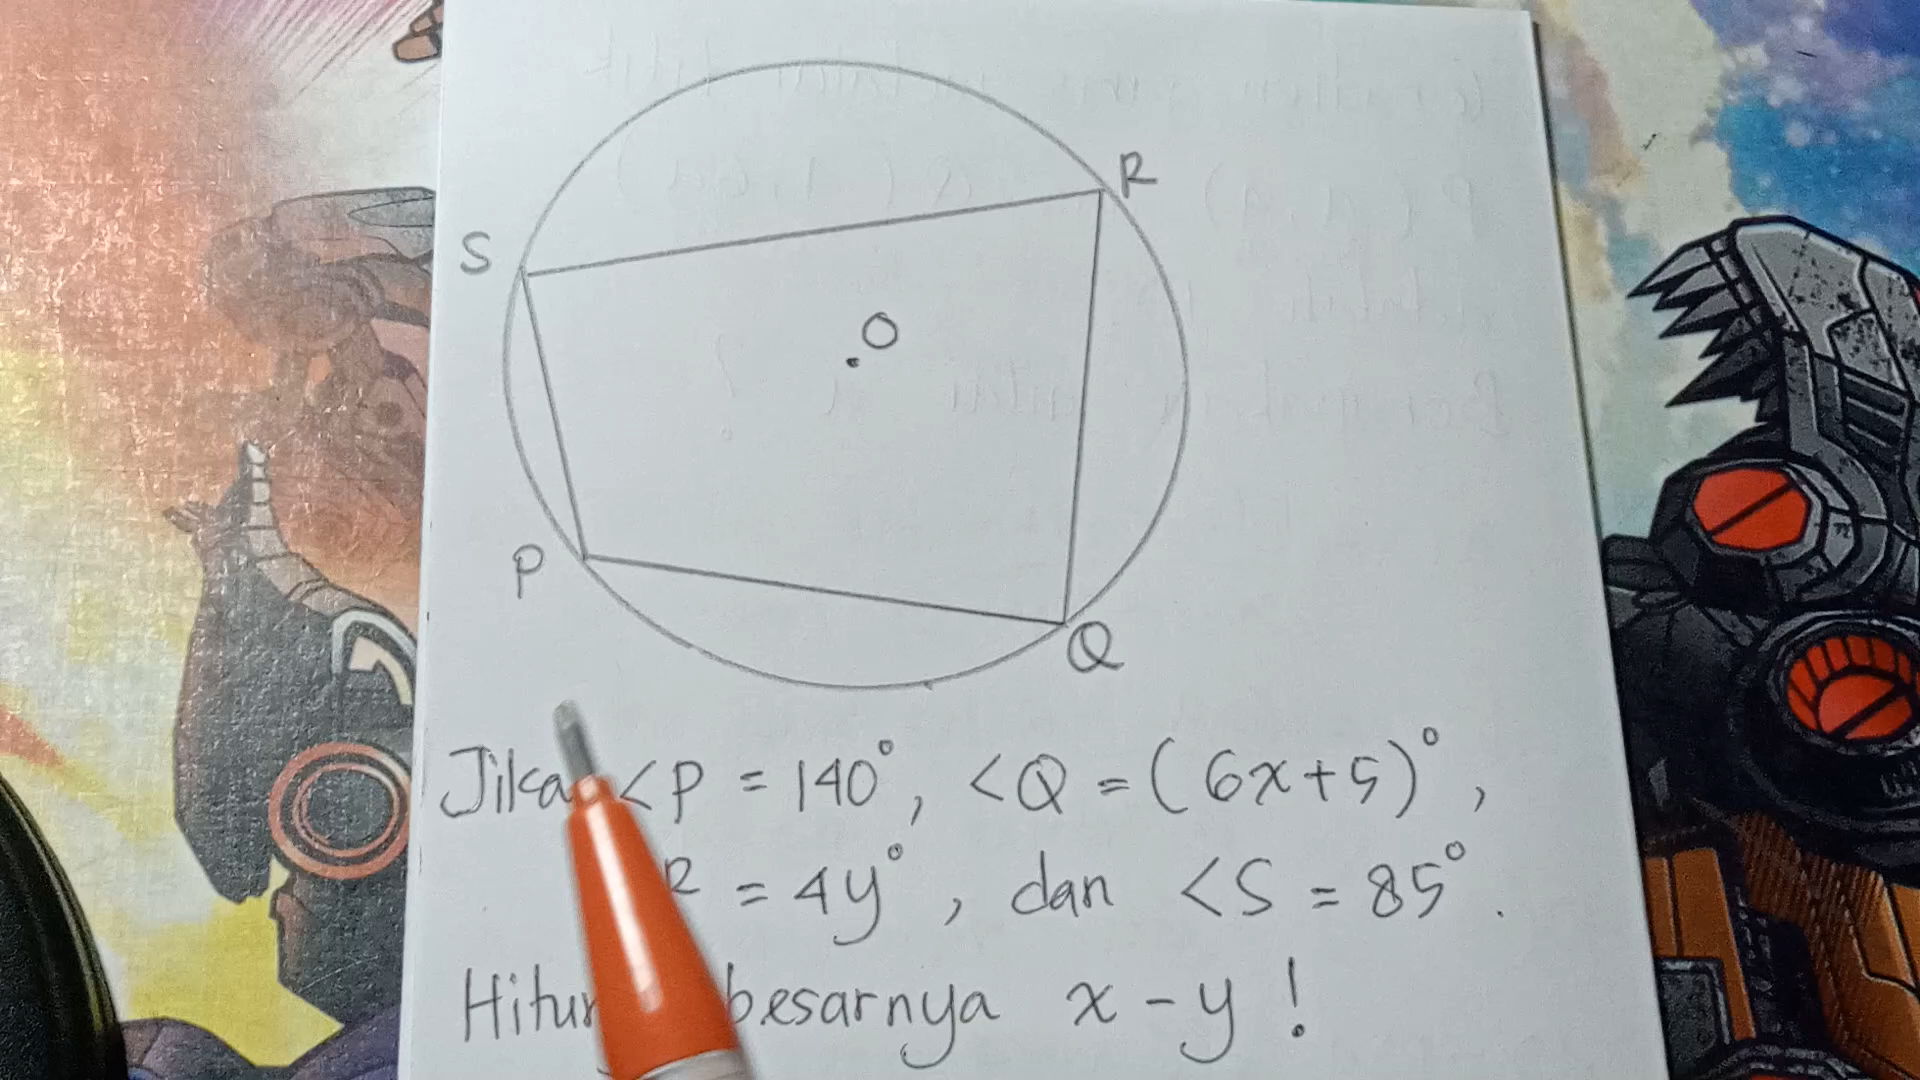 R
S
O
P
Q
Jika <P = 140°, <Q = (6x+5)°,
R = 4y°, dan <S = 85°.
besarnya x - y !